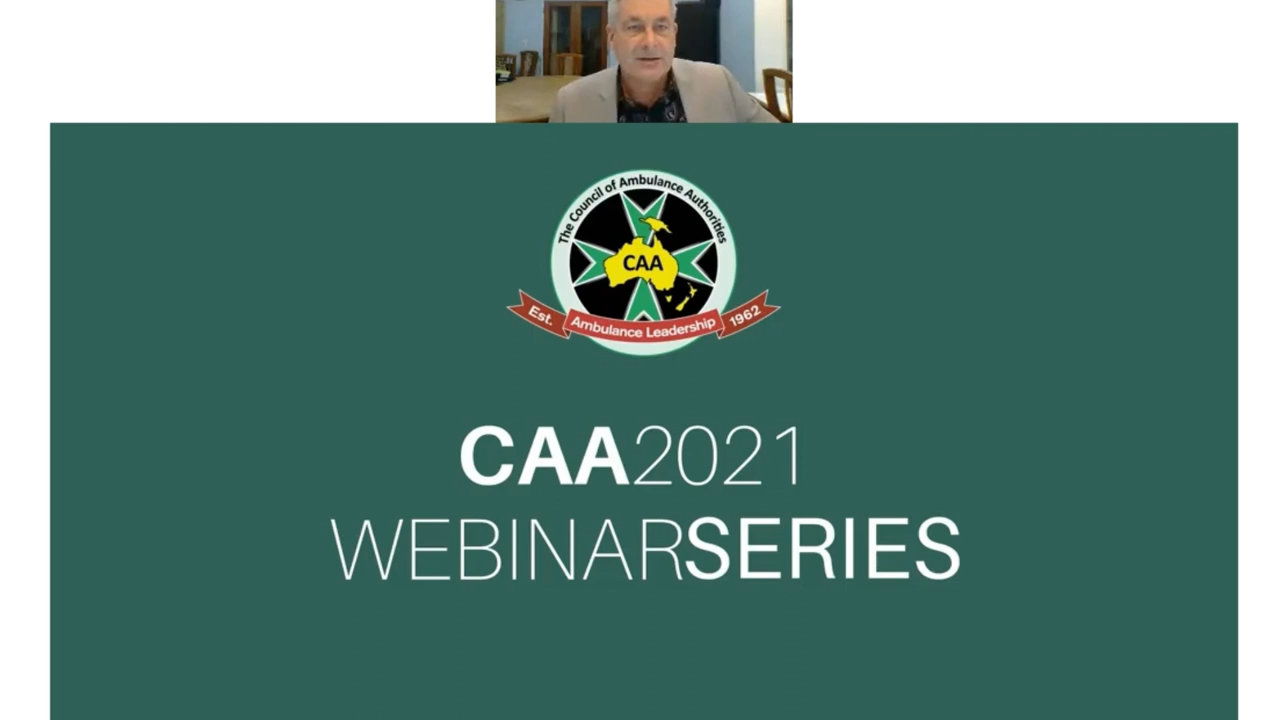 The Council of Ambulance Authorities
CAA
Est. Ambulance Leadership 1962
CAA2021
WEBINARSERIES